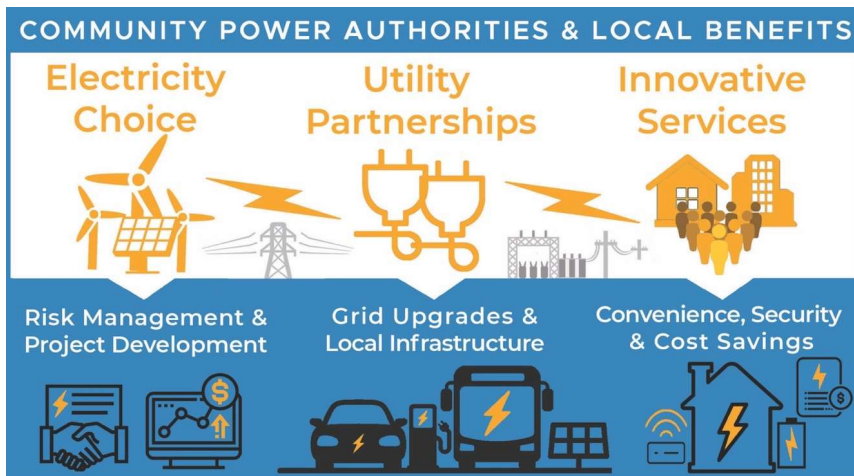 COMMUNITY POWER AUTHORITIES & LOCAL BENEFITS
Electricity
Choice
Utility
Partnerships
Innovative
Services
Risk Management &
Project Development
Grid Upgrades &
Local Infrastructure
Convenience, Security
& Cost Savings
$
$